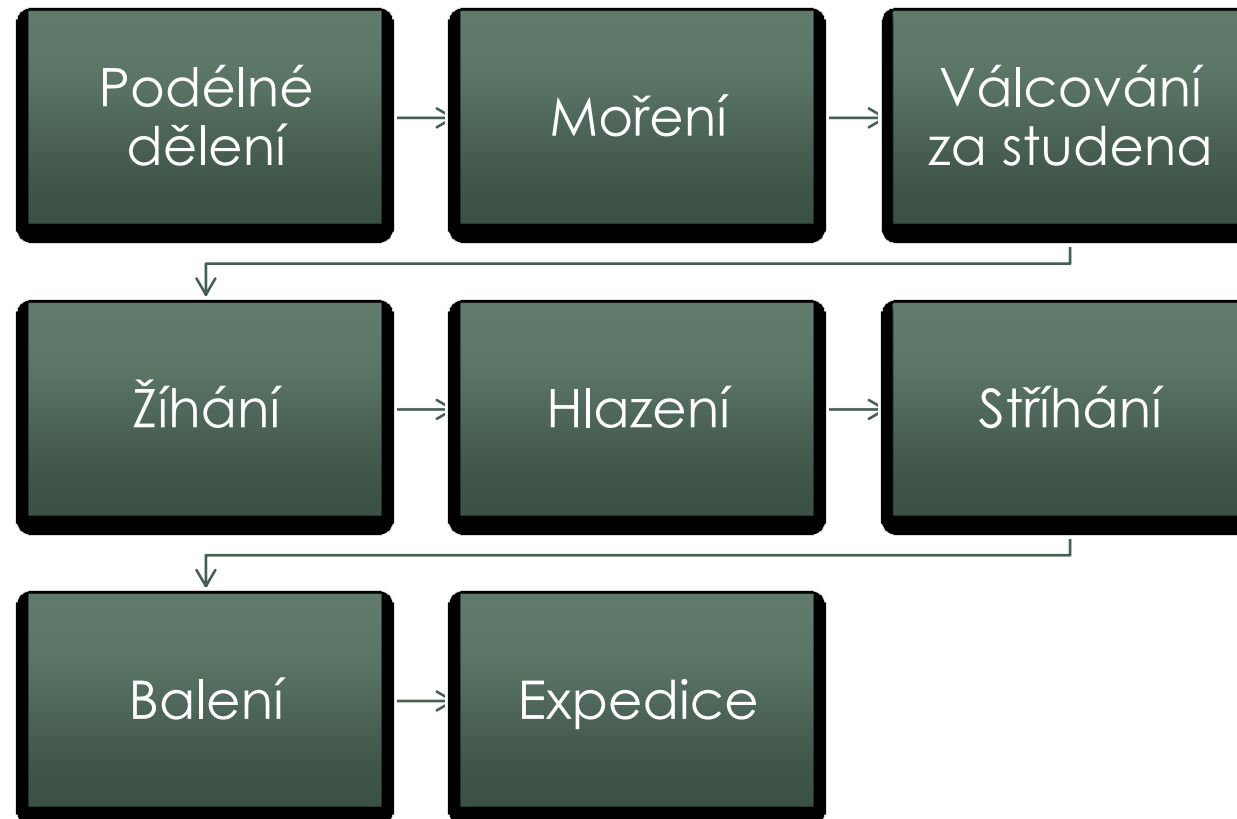 Podélné
dělení
Moření
Válcování
za studena
Žíhání
Hlazení
Stříhání
Balení
Expedice